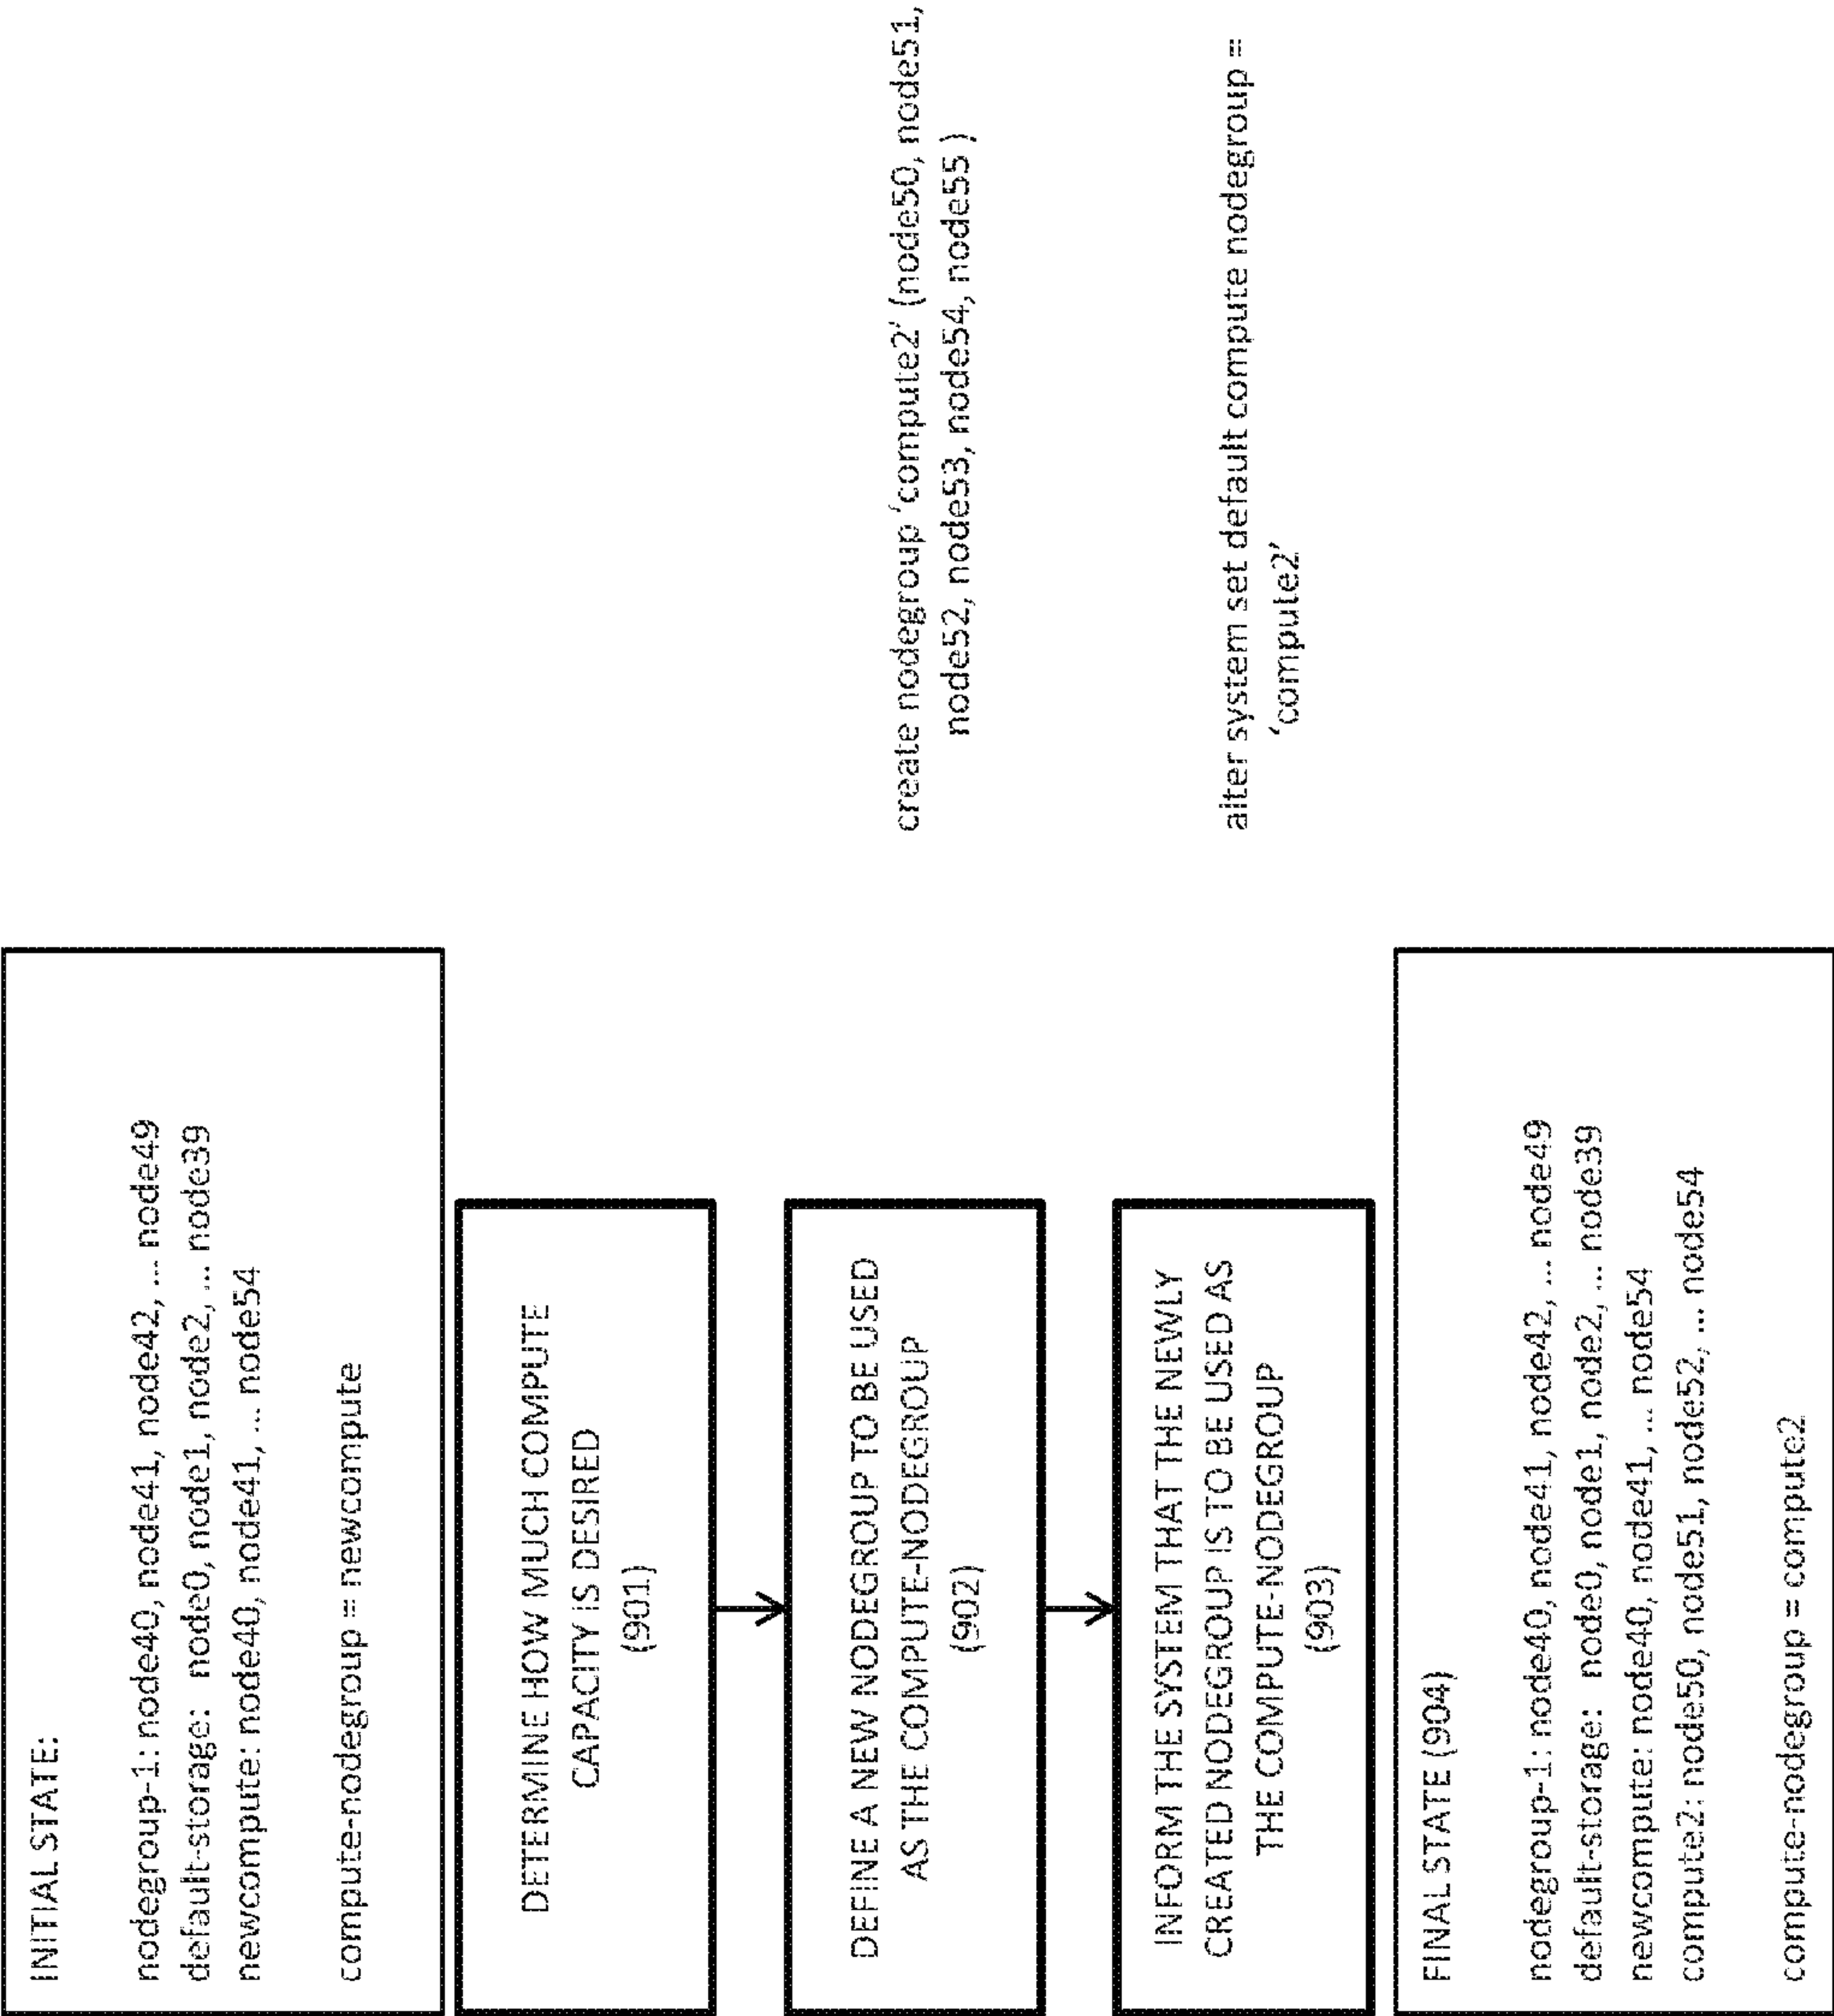 INITIAL STATE:
nodegroup-1: node40, node41, node42, ... node49
default-storage: node0, node1, node2, ... node39
newcompute: node40, node41, ... node54
compute-nodegroup = newcompute
DETERMINE HOW MUCH COMPUTE
CAPACITY IS DESIRED
(901)
DEFINE A NEW NODEGROUP TO BE USED
AS THE COMPUTE-NODEGROUP
(902)
create nodegroup ‘compute2’ (node50, node51,
node52, node53, node54, node55 )
INFORM THE SYSTEM THAT THE NEWLY
CREATED NODEGROUP IS TO BE USED AS
THE COMPUTE-NODEGROUP
(903)
alter system set default compute nodegroup =
‘compute2’
FINAL STATE (904)
nodegroup-1: node40, node41, node42, ... node49
default-storage: node0, node1, node2, ... node39
newcompute: node40, node41, ... node54
compute2: node50, node51, node52, ... node54
compute-nodegroup = compute2